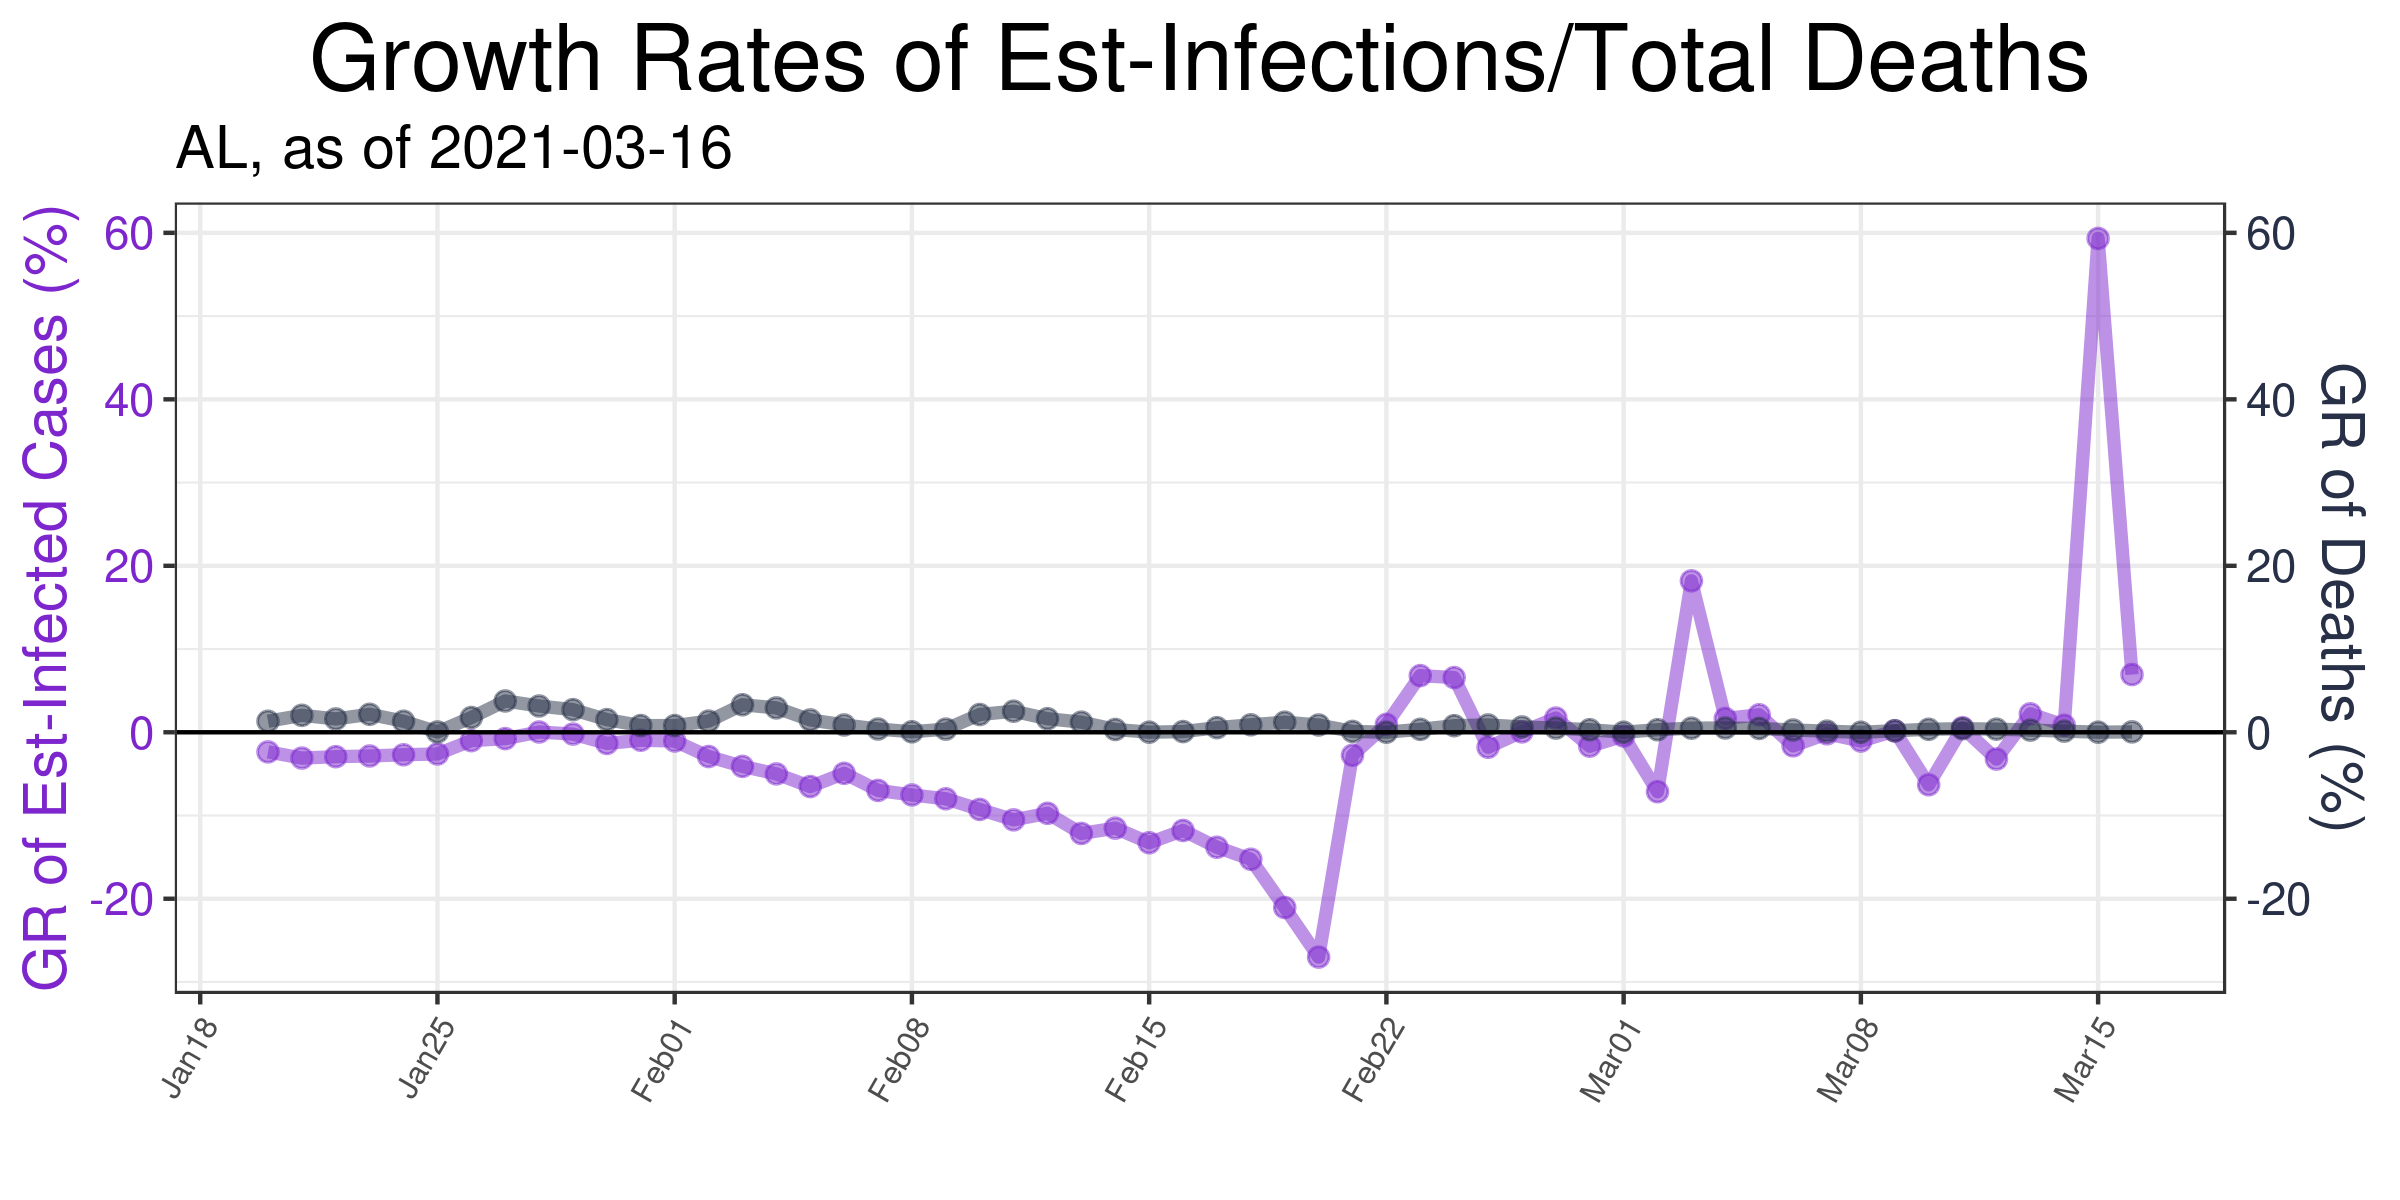 Growth Rates of Est-Infections/Total Deaths
AL, as of 2021-03-16
GR of Est-Infected Cases (%)
60
40
20
0
-20
60
40
20
0
-20
GR of Deaths (%)
Jan18
Jan25
Feb01
Feb08
Feb15
Feb22
Mar01
Mar08
Mar15